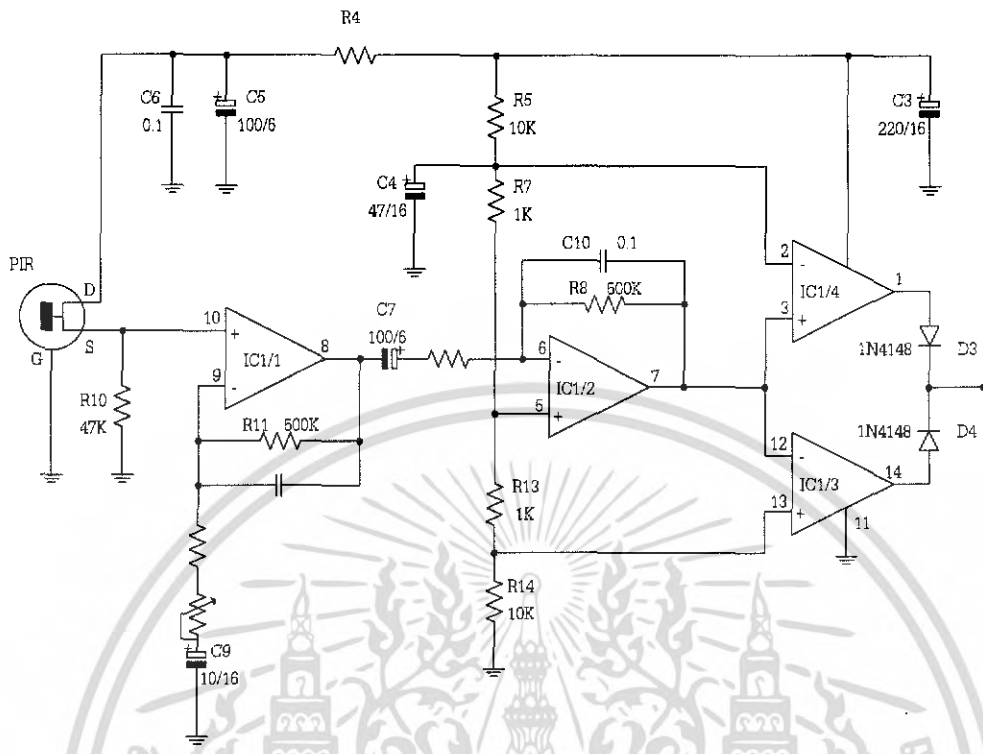 R4
C6
0.1
C5
+
100/6
R5
10K
C3
+
220/16
C4
+
47/16
R7
1K
C10 0.1
R8 500K
2 -
3 +
IC1/4
1
PIR
D
S
G
10 +
9 -
IC1/1
8
C7
100/6
+
6 -
5 +
IC1/2
7
1N4148 D3
1N4148 D4
R10
47K
R11 500K
12 -
13 +
IC1/3
14
11
R13
1K
R14
10K
+
C9
10/16